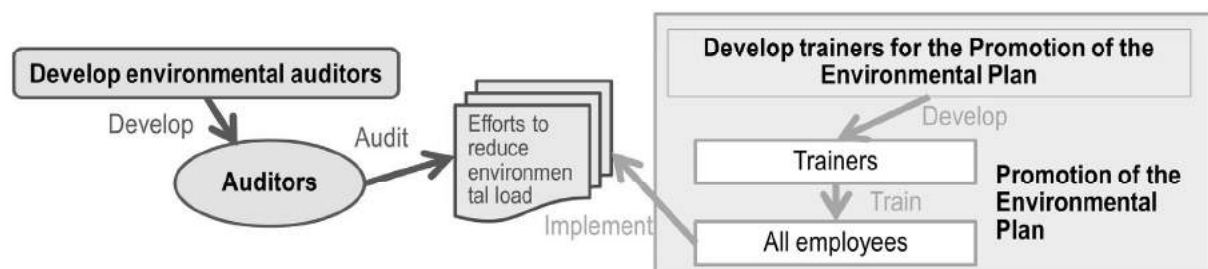 Develop environmental auditors
Develop
Auditors
Audit
Efforts to
reduce
environmen
tal load
Implement
Develop trainers for the Promotion of the
Environmental Plan
Develop
Trainers
Train
All employees
Promotion of the
Environmental
Plan